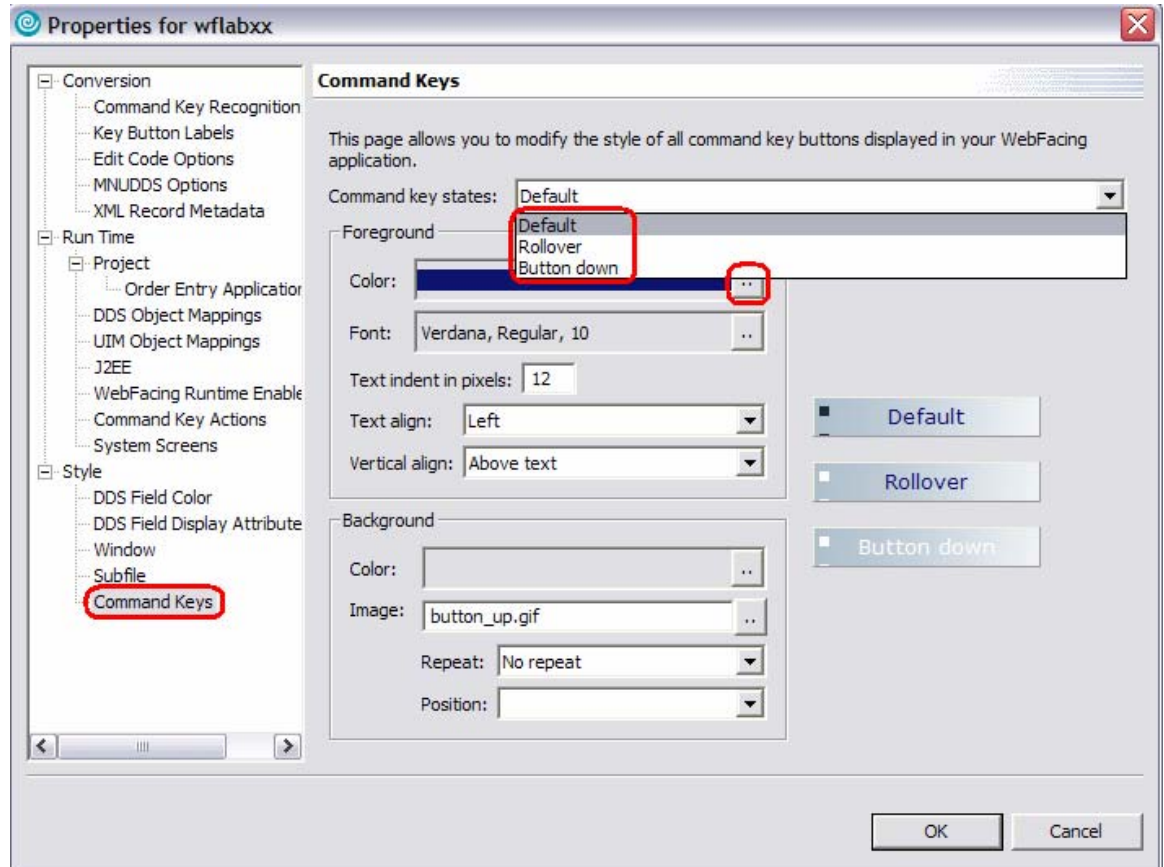 Properties for wflabxx
Conversion
Command Key Recognition
Key Button Labels
Edit Code Options
MNUDDS Options
XML Record Metadata
Run Time
Project
Order Entry Application
DDS Object Mappings
UIM Object Mappings
J2EE
WebFacing Runtime Enable
Command Key Actions
System Screens
Style
DDS Field Color
DDS Field Display Attribute
Window
Subfile
Command Keys
Command Keys
This page allows you to modify the style of all command key buttons displayed in your WebFacing
application.
Command key states: Default
Default
Rollover
Button down
Foreground
Color: ..
Font: Verdana, Regular, 10 ..
Text indent in pixels: 12
Text align: Left
Vertical align: Above text
Background
Color: ..
Image: button_up.gif ..
Repeat: No repeat
Position:
Default
Rollover
Button down
OK Cancel